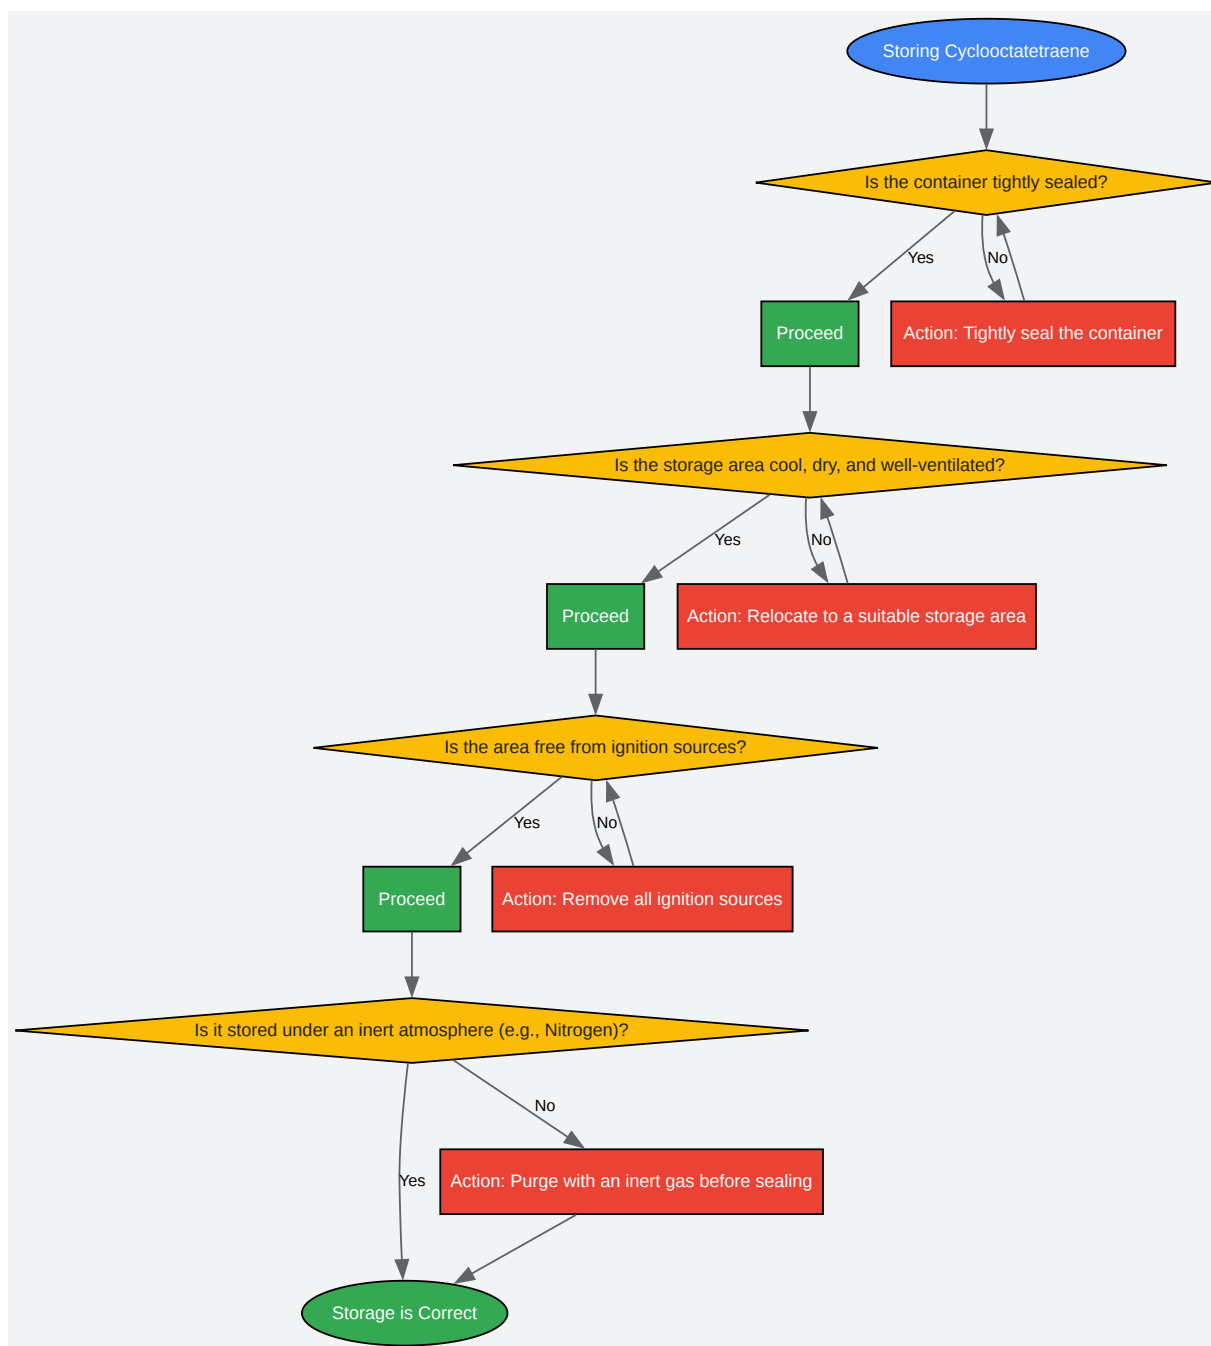 Storing Cyclooctatetraene
Is the container tightly sealed?
Yes
No
Proceed
Action: Tightly seal the container
Is the storage area cool, dry, and well-ventilated?
Yes
No
Proceed
Action: Relocate to a suitable storage area
Is the area free from ignition sources?
Yes
No
Proceed
Action: Remove all ignition sources
Is it stored under an inert atmosphere (e.g., Nitrogen)?
No
Yes
Action: Purge with an inert gas before sealing
Storage is Correct